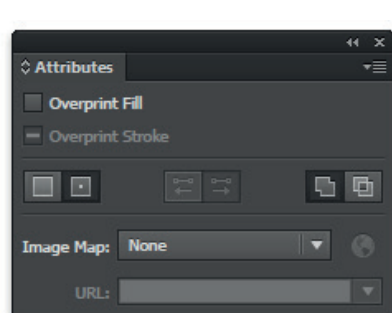 Attributes
Overprint Fill
Overprint Stroke
Image Map: None
URL: